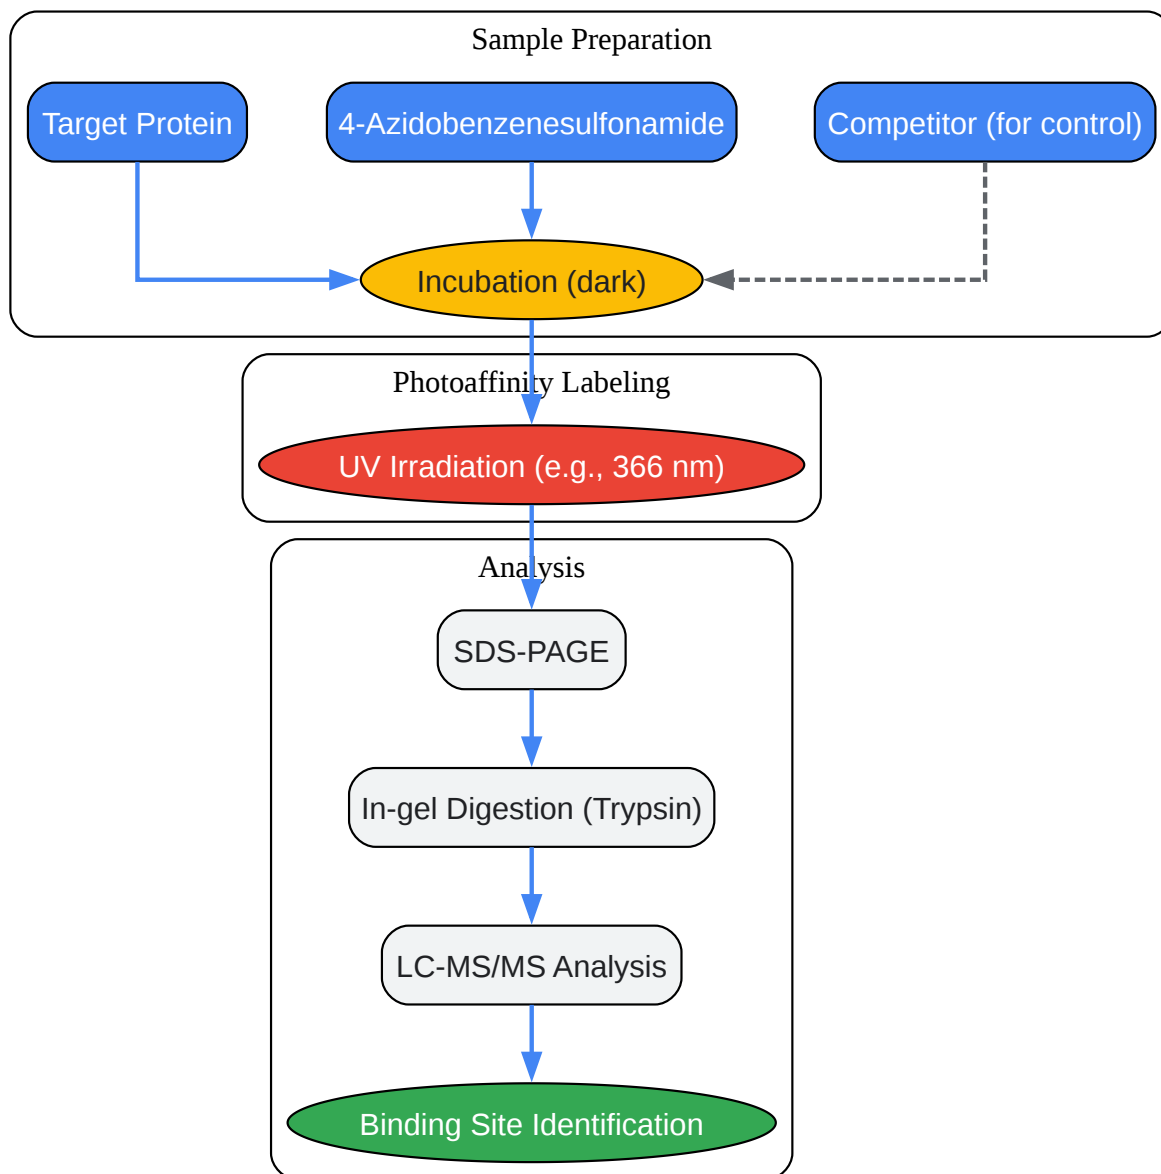 Sample Preparation
Target Protein
4-Azidobenzenesulfonamide
Competitor (for control)
Incubation (dark)
Photoaffinity Labeling
UV Irradiation (e.g., 366 nm)
Analysis
SDS-PAGE
In-gel Digestion (Trypsin)
LC-MS/MS Analysis
Binding Site Identification